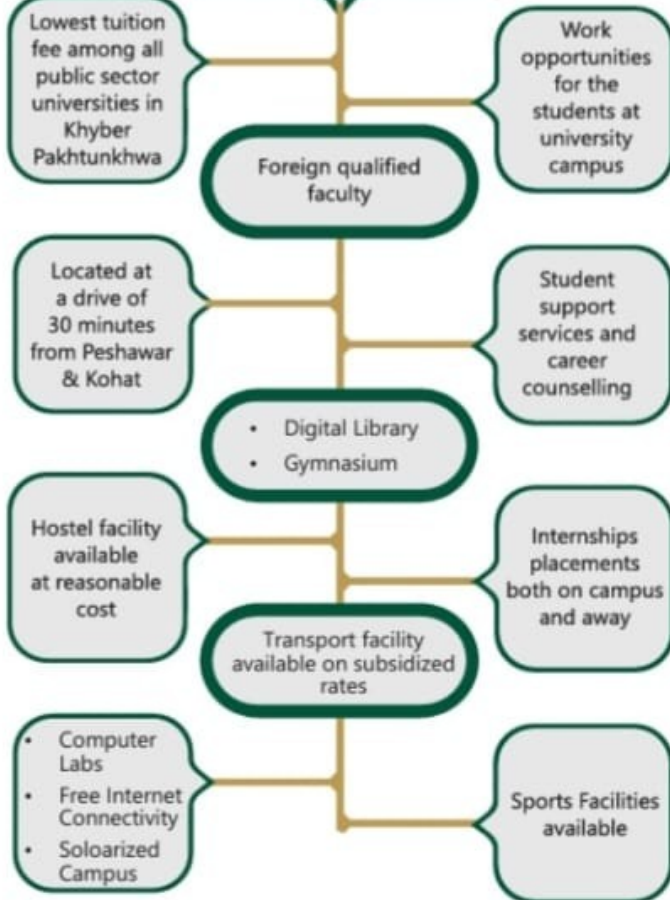 Lowest tuition
fee among all
public sector
universities in
Khyber
Pakhtunkhwa
Work
opportunities
for the
students at
university
campus
Foreign qualified
faculty
Located at
a drive of
30 minutes
from Peshawar
& Kohat
Student
support
services and
career
counselling
• Digital Library
• Gymnasium
Hostel facility
available
at reasonable
cost
Internships
placements
both on campus
and away
Transport facility
available on subsidized
rates
• Computer
Labs
• Free Internet
Connectivity
• Soloarized
Campus
Sports Facilities
available